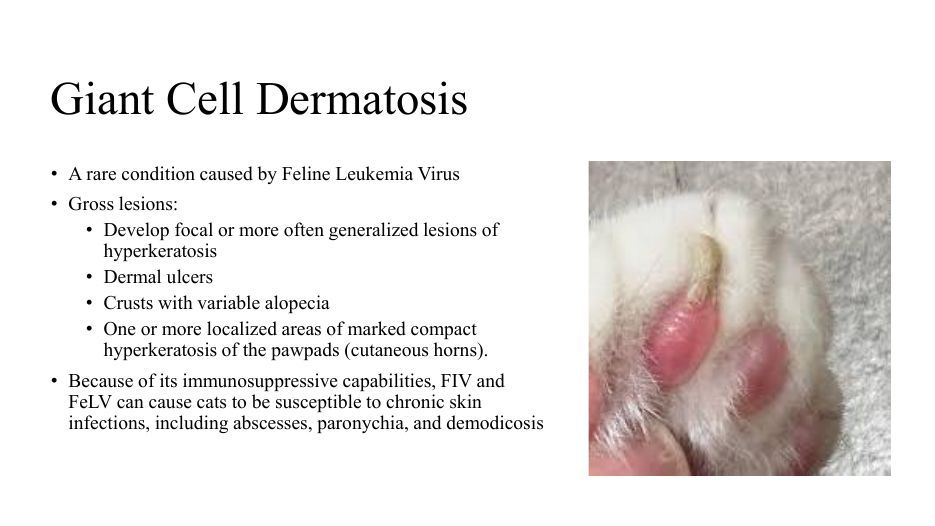 Giant Cell Dermatosis
• A rare condition caused by Feline Leukemia Virus
• Gross lesions:
• Develop focal or more often generalized lesions of
hyperkeratosis
• Dermal ulcers
• Crusts with variable alopecia
• One or more localized areas of marked compact
hyperkeratosis of the pawpads (cutaneous horns).
• Because of its immunosuppressive capabilities, FIV and
FeLV can cause cats to be susceptible to chronic skin
infections, including abscesses, paronychia, and demodicosis